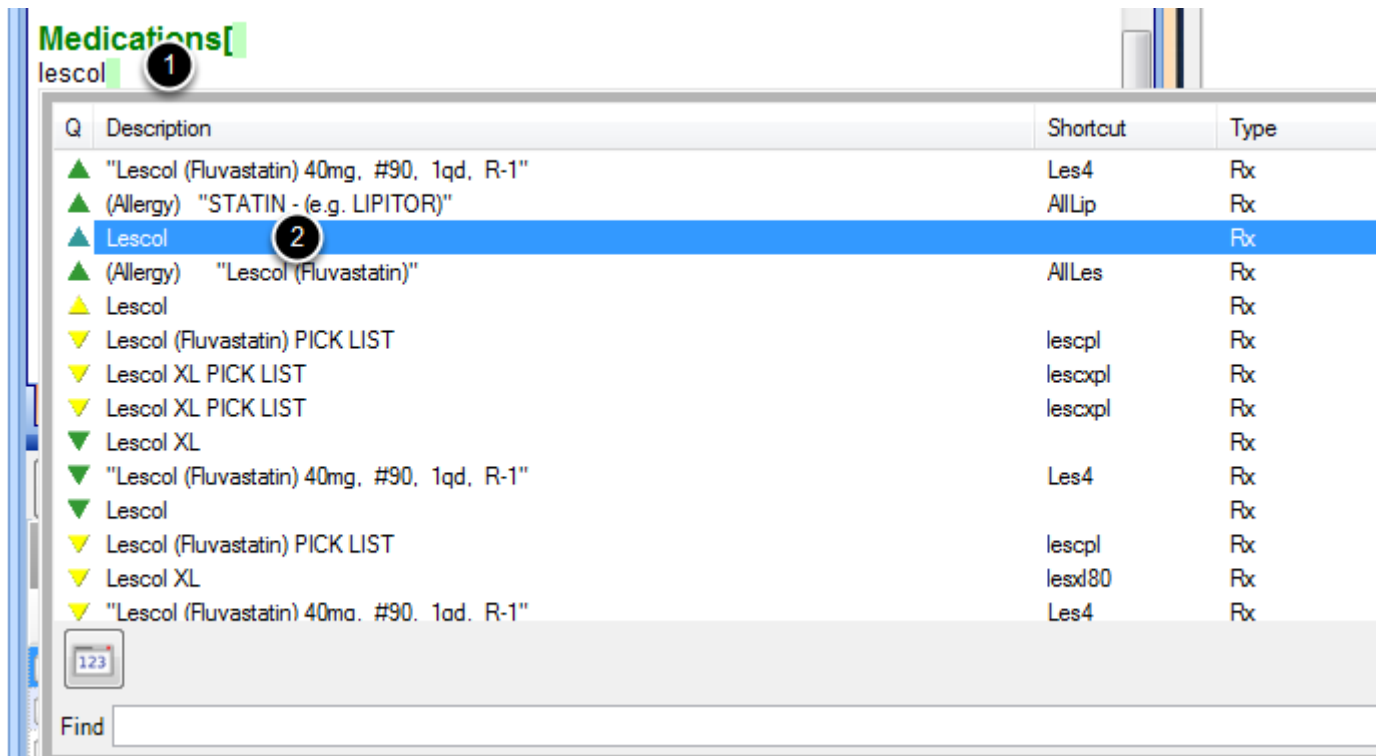 Medications[
lescol
1
Q Description Shortcut Type
"Lescol (Fluvastatin) 40mg, #90, 1qd, R-1" Les4 Rx
(Allergy) "STATIN - (e.g. LIPITOR)" AllLip Rx
Lescol 2 Rx
(Allergy) "Lescol (Fluvastatin)" AllLes Rx
Lescol Rx
Lescol (Fluvastatin) PICK LIST lescpl Rx
Lescol XL PICK LIST lescxpl Rx
Lescol XL PICK LIST lescxpl Rx
Lescol XL Rx
"Lescol (Fluvastatin) 40mg, #90, 1qd, R-1" Les4 Rx
Lescol Rx
Lescol (Fluvastatin) PICK LIST lescpl Rx
Lescol XL lesxl80 Rx
"Lescol (Fluvastatin) 40mg, #90, 1qd, R-1" Les4 Rx
123
Find